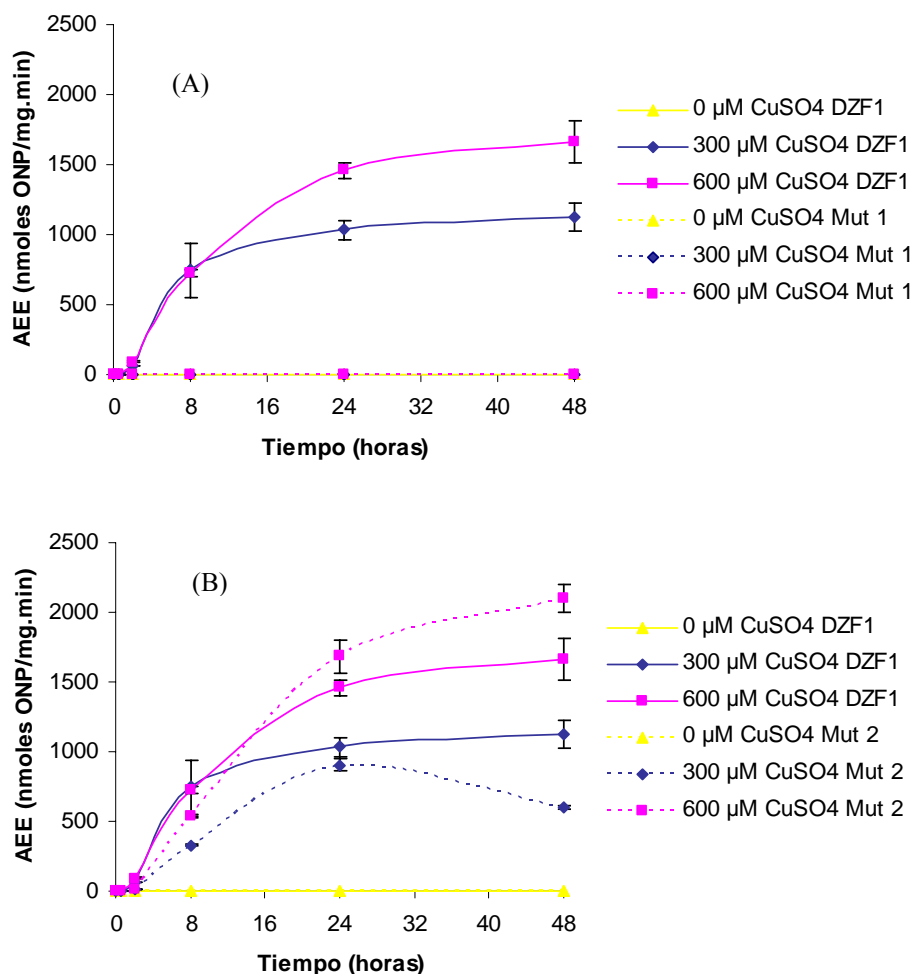 2500
2000
1500
1000
500
0
AEE (nmoles ONP/mg.min)
(A)
0 8 16 24 32 40 48
Tiempo (horas)
0 µM CuSO4 DZF1
300 µM CuSO4 DZF1
600 µM CuSO4 DZF1
0 µM CuSO4 Mut 1
300 µM CuSO4 Mut 1
600 µM CuSO4 Mut 1
2500
2000
1500
1000
500
0
AEE (nmoles ONP/mg.min)
(B)
0 8 16 24 32 40 48
Tiempo (horas)
0 µM CuSO4 DZF1
300 µM CuSO4 DZF1
600 µM CuSO4 DZF1
0 µM CuSO4 Mut 2
300 µM CuSO4 Mut 2
600 µM CuSO4 Mut 2